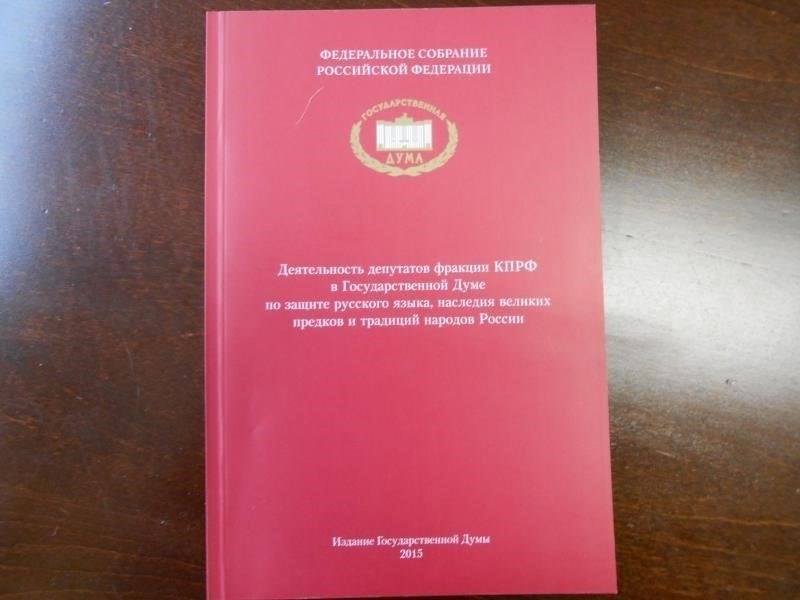 ФЕДЕРАЛЬНОЕ СОБРАНИЕ
РОССИЙСКОЙ ФЕДЕРАЦИИ
ГОСУДАРСТВЕННАЯ
ДУМА
Деятельность депутатов фракции КПРФ
в Государственной Думе
по защите русского языка, наследия великих
предков и традиций народов России
Издание Государственной Думы
2015